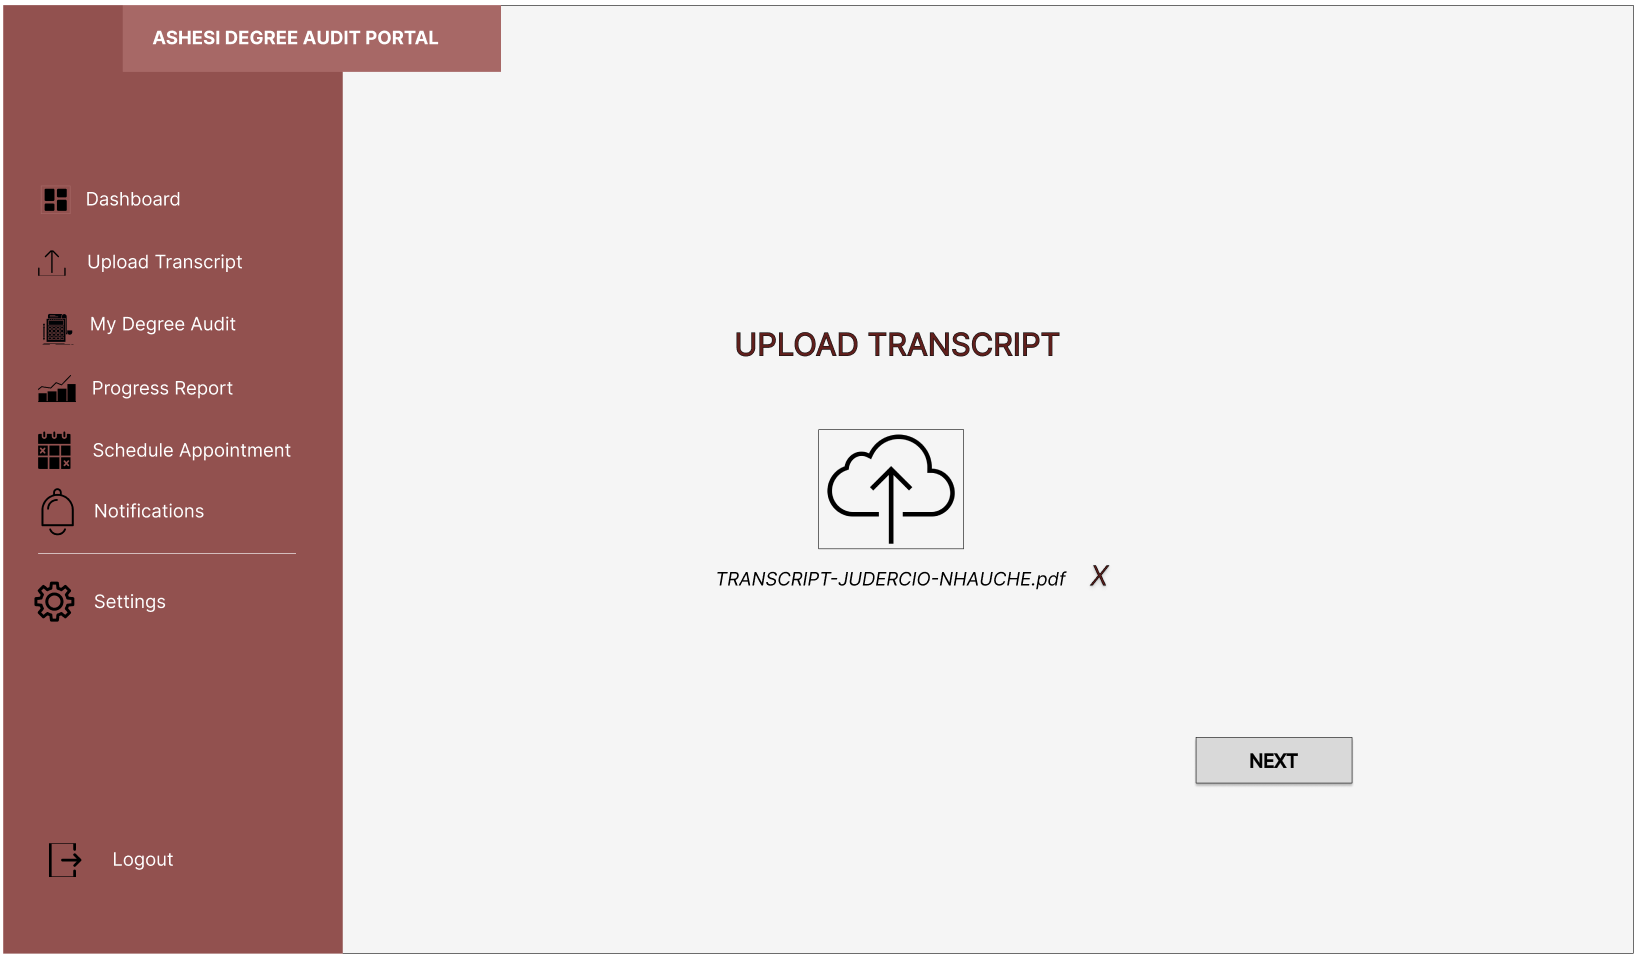 ASHESI DEGREE AUDIT PORTAL
Dashboard
Upload Transcript
My Degree Audit
Progress Report
Schedule Appointment
Notifications
Settings
Logout
UPLOAD TRANSCRIPT
TRANSCRIPT-JUDERCIO-NHAUCHE.pdf X
NEXT